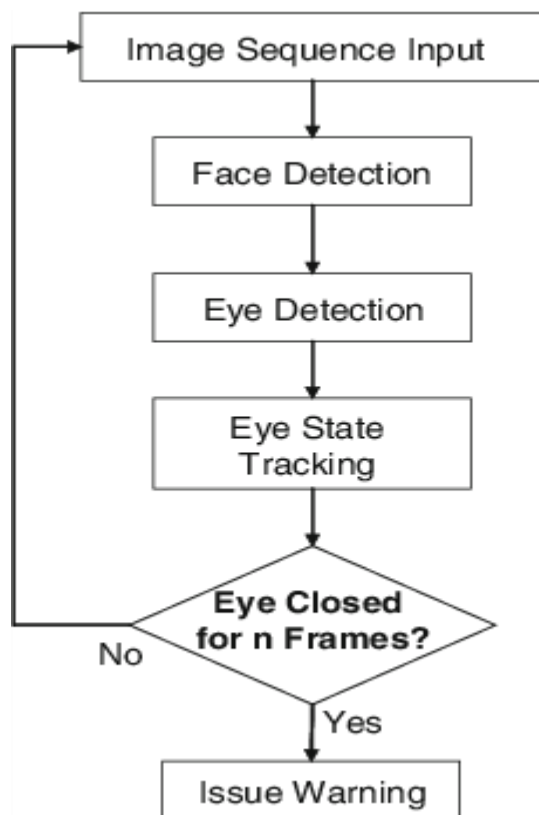 Image Sequence Input
Face Detection
Eye Detection
Eye State
Tracking
Eye Closed
for n Frames?
No
Yes
Issue Warning